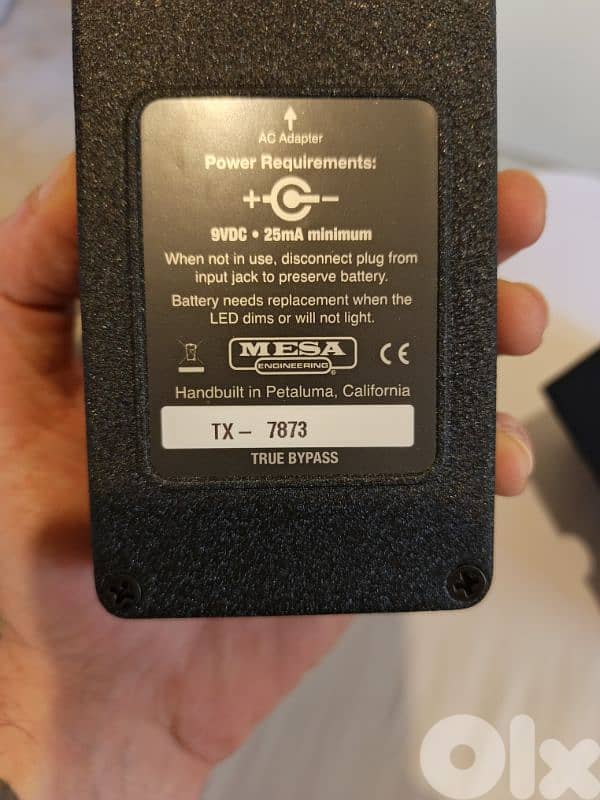 AC Adapter
Power Requirements:
+ –
9VDC • 25mA minimum
When not in use, disconnect plug from
input jack to preserve battery.
Battery needs replacement when the
LED dims or will not light.
MESA
ENGINEERING ®
CE
Handbuilt in Petaluma, California
TX – 7873
TRUE BYPASS
Olx